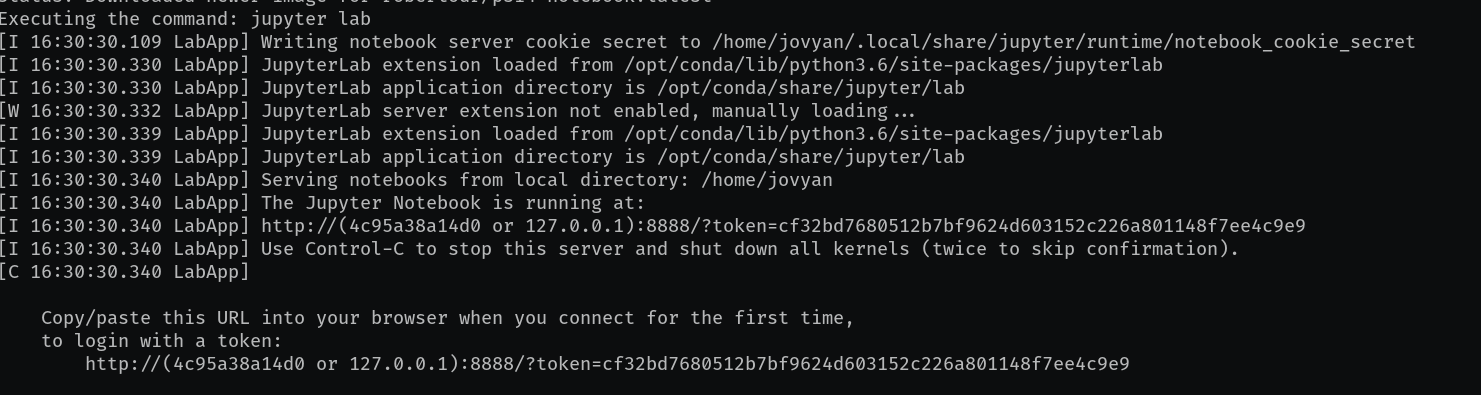 Executing the command: jupyter lab
[I 16:30:30.109 LabApp] Writing notebook server cookie secret to /home/jovyan/.local/share/jupyter/runtime/notebook_cookie_secret
[I 16:30:30.330 LabApp] JupyterLab extension loaded from /opt/conda/lib/python3.6/site-packages/jupyterlab
[I 16:30:30.330 LabApp] JupyterLab application directory is /opt/conda/share/jupyter/lab
[W 16:30:30.332 LabApp] JupyterLab server extension not enabled, manually loading...
[I 16:30:30.339 LabApp] JupyterLab extension loaded from /opt/conda/lib/python3.6/site-packages/jupyterlab
[I 16:30:30.339 LabApp] JupyterLab application directory is /opt/conda/share/jupyter/lab
[I 16:30:30.340 LabApp] Serving notebooks from local directory: /home/jovyan
[I 16:30:30.340 LabApp] The Jupyter Notebook is running at:
[I 16:30:30.340 LabApp] http://(4c95a38a14d0 or 127.0.0.1):8888/?token=cf32bd7680512b7bf9624d603152c226a801148f7ee4c9e9
[I 16:30:30.340 LabApp] Use Control-C to stop this server and shut down all kernels (twice to skip confirmation).
[C 16:30:30.340 LabApp]
Copy/paste this URL into your browser when you connect for the first time,
to login with a token:
http://(4c95a38a14d0 or 127.0.0.1):8888/?token=cf32bd7680512b7bf9624d603152c226a801148f7ee4c9e9